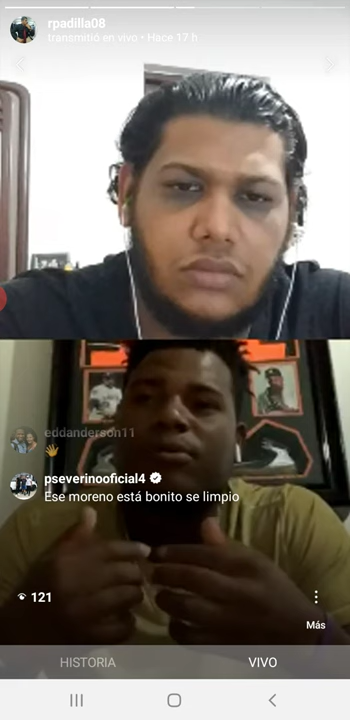 rpadilla08
transmitió en vivo • Hace 17 h
eddanderson11
👋
pseverinooficial4
Ese moreno está bonito se limpio
121
Más
HISTORIA
VIVO